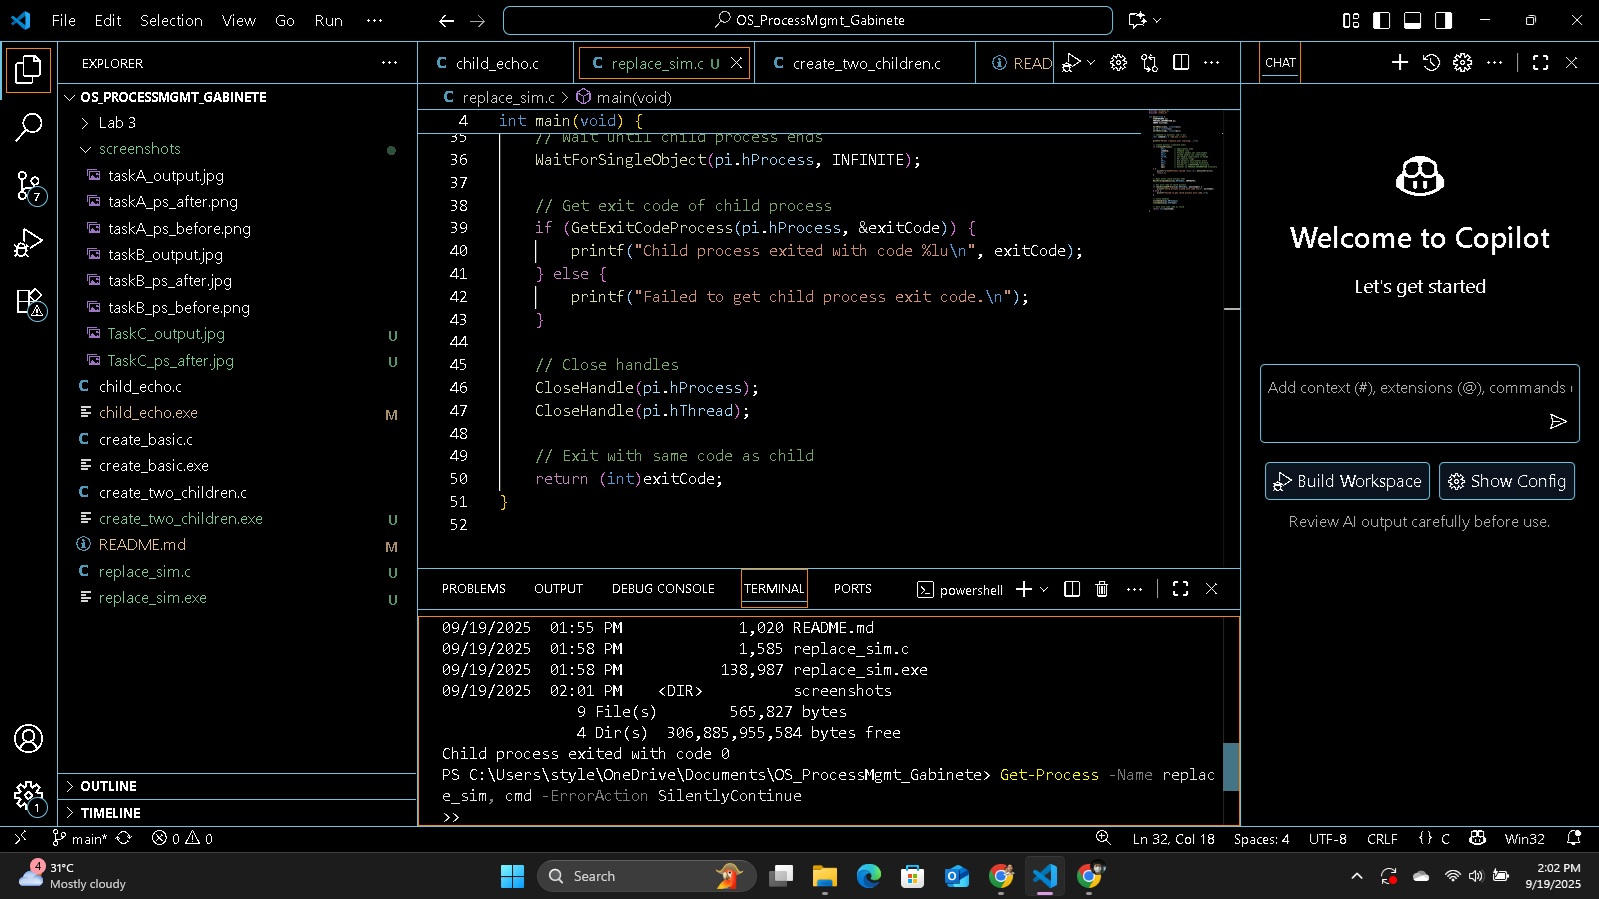 File Edit Selection View Go Run ···
OS_ProcessMgmt_Gabinete
EXPLORER
OS_PROCESSMGMT_GABINETE
Lab 3
screenshots
taskA_output.jpg
taskA_ps_after.png
taskA_ps_before.png
taskB_output.jpg
taskB_ps_after.jpg
taskB_ps_before.png
TaskC_output.jpg U
TaskC_ps_after.jpg U
C child_echo.c
child_echo.exe M
C create_basic.c
create_basic.exe
C create_two_children.c
create_two_children.exe U
README.md M
C replace_sim.c U
replace_sim.exe U
OUTLINE
TIMELINE
7
1
C child_echo.c
C replace_sim.c U
C create_two_children.c
READ
C replace_sim.c > main(void)
4 int main(void) {
35 // Wait until child process ends
36 WaitForSingleObject(pi.hProcess, INFINITE);
37
38 // Get exit code of child process
39 if (GetExitCodeProcess(pi.hProcess, &exitCode)) {
40 printf("Child process exited with code %lu\n", exitCode);
41 } else {
42 printf("Failed to get child process exit code.\n");
43 }
44
45 // Close handles
46 CloseHandle(pi.hProcess);
47 CloseHandle(pi.hThread);
48
49 // Exit with same code as child
50 return (int)exitCode;
51 }
52
PROBLEMS OUTPUT DEBUG CONSOLE TERMINAL PORTS powershell
09/19/2025 01:55 PM 1,020 README.md
09/19/2025 01:58 PM 1,585 replace_sim.c
09/19/2025 01:58 PM 138,987 replace_sim.exe
09/19/2025 02:01 PM <DIR> screenshots
9 File(s) 565,827 bytes
4 Dir(s) 306,885,955,584 bytes free
Child process exited with code 0
PS C:\Users\style\OneDrive\Documents\OS_ProcessMgmt_Gabinete> Get-Process -Name replac
e_sim, cmd -ErrorAction SilentlyContinue
>>
CHAT
Welcome to Copilot
Let's get started
Add context (#), extensions (@), commands
Build Workspace
Show Config
Review AI output carefully before use.
main* 0 0
Ln 32, Col 18 Spaces: 4 UTF-8 CRLF {} C Win32
4
31°C
Mostly cloudy
Search
2:02 PM
9/19/2025